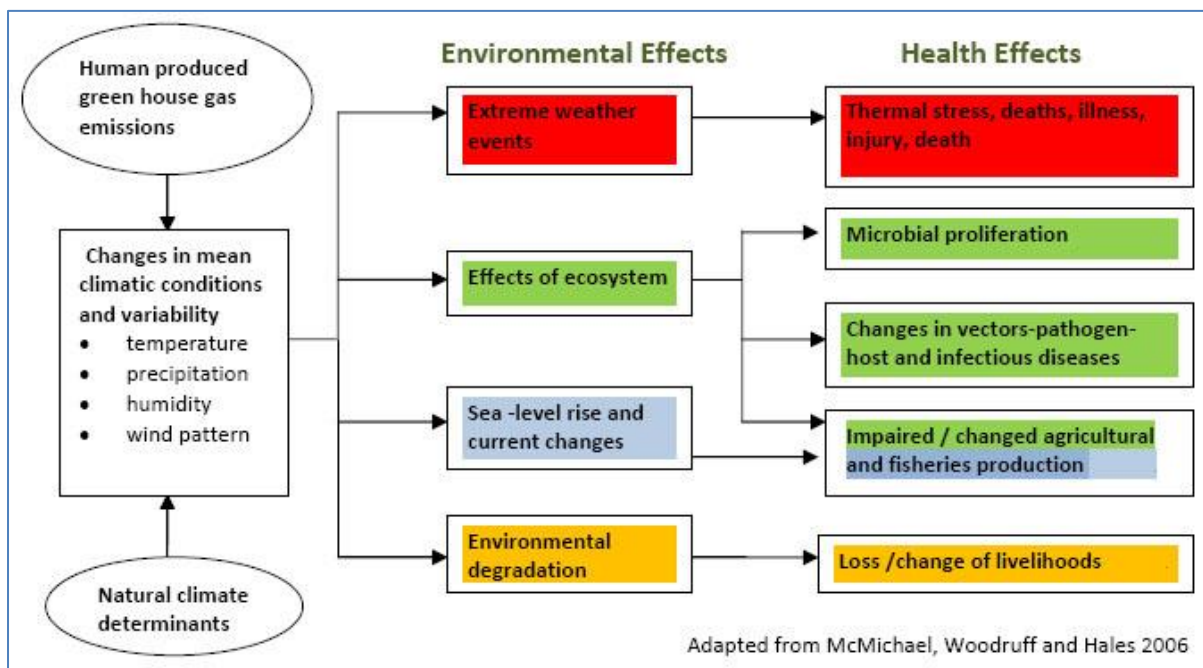 Human produced
green house gas
emissions
Changes in mean
climatic conditions
and variability
• temperature
• precipitation
• humidity
• wind pattern
Natural climate
determinants
Environmental Effects
Extreme weather
events
Effects of ecosystem
Sea -level rise and
current changes
Environmental
degradation
Health Effects
Thermal stress, deaths, illness,
injury, death
Microbial proliferation
Changes in vectors-pathogen-
host and infectious diseases
Impaired / changed agricultural
and fisheries production
Loss /change of livelihoods
Adapted from McMichael, Woodruff and Hales 2006